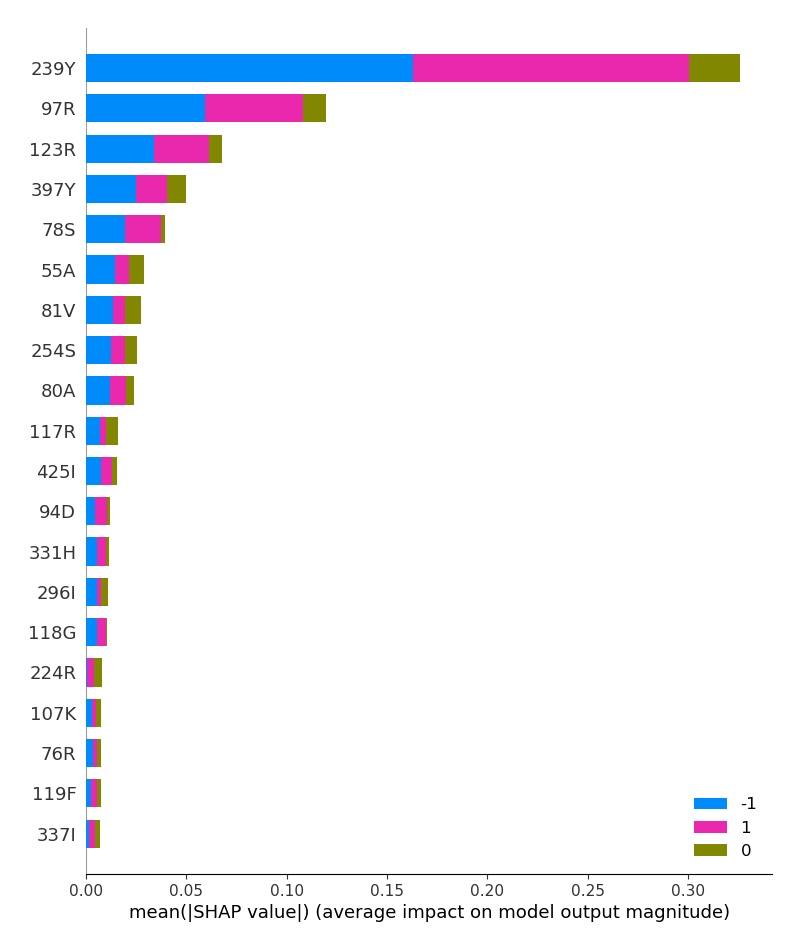 239Y
97R
123R
397Y
78S
55A
81V
254S
80A
117R
425I
94D
331H
296I
118G
224R
107K
76R
119F
337I
-1
1
0
0.00 0.05 0.10 0.15 0.20 0.25 0.30
mean(|SHAP value|) (average impact on model output magnitude)